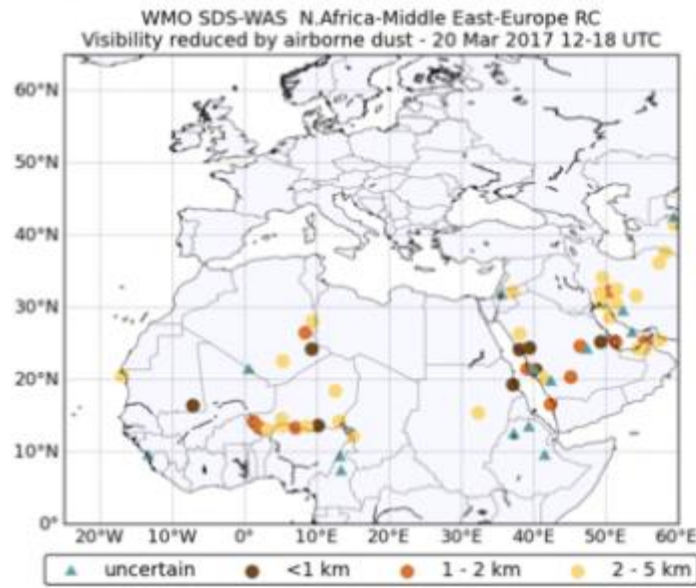 WMO SDS-WAS N.Africa-Middle East-Europe RC
Visibility reduced by airborne dust - 20 Mar 2017 12-18 UTC
60°N
50°N
40°N
30°N
20°N
10°N
0°
20°W 10°W 0° 10°E 20°E 30°E 40°E 50°E 60°E
uncertain <1 km 1 - 2 km 2 - 5 km